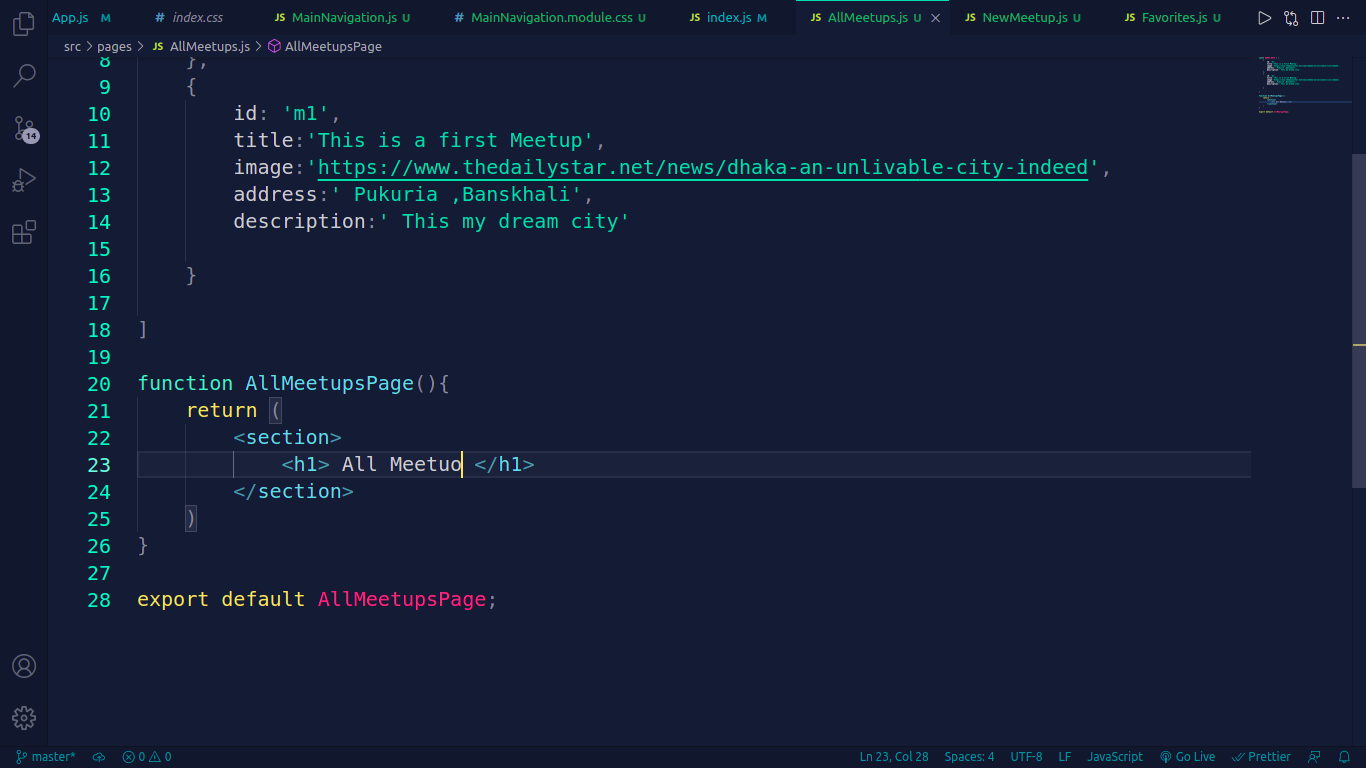 App.js M # index.css JS MainNavigation.js U # MainNavigation.module.css U JS index.js M JS AllMeetups.js U JS NewMeetup.js U JS Favorites.js U
src > pages > JS AllMeetups.js > AllMeetupsPage
8 },
9 {
10 id: 'm1',
11 title:'This is a first Meetup',
12 image:'https://www.thedailystar.net/news/dhaka-an-unlivable-city-indeed',
13 address:' Pukuria ,Banskhali',
14 description:' This my dream city'
15
16 }
17
18 ]
19
20 function AllMeetupsPage(){
21 return (
22 <section>
23 <h1> All Meetuo </h1>
24 </section>
25 )
26 }
27
28 export default AllMeetupsPage;
14
master* 0 0 Ln 23, Col 28 Spaces: 4 UTF-8 LF JavaScript Go Live Prettier